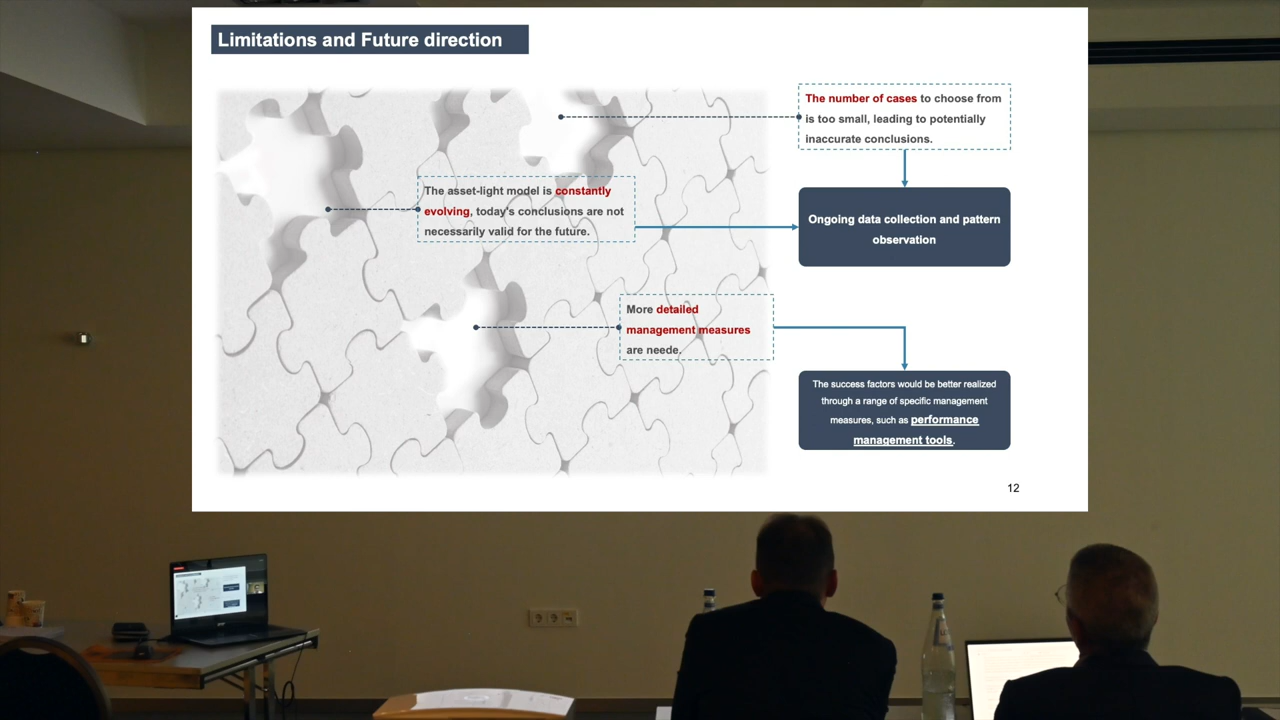 Limitations and Future direction
The number of cases to choose from
is too small, leading to potentially
inaccurate conclusions.
The asset-light model is constantly
evolving, today's conclusions are not
necessarily valid for the future.
Ongoing data collection and pattern
observation
More detailed
management measures
are neede.
The success factors would be better realized
through a range of specific management
measures, such as performance
management tools.
12